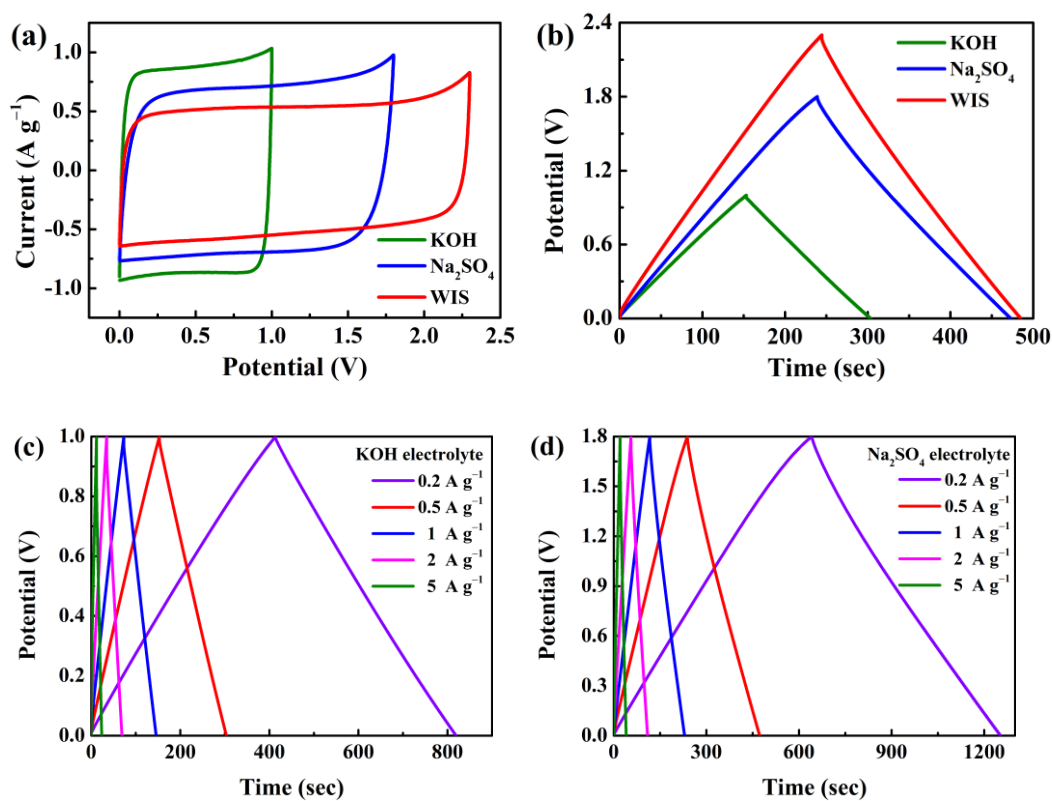 (a)
1.0
0.5
0.0
-0.5
-1.0
Current (A g⁻¹)
KOH
Na₂SO₄
WIS
0.0 0.5 1.0 1.5 2.0 2.5
Potential (V)
(b)
2.4
1.8
1.2
0.6
0.0
Potential (V)
KOH
Na₂SO₄
WIS
0 100 200 300 400 500
Time (sec)
(c)
1.0
0.8
0.6
0.4
0.2
0.0
Potential (V)
KOH electrolyte
0.2 A g⁻¹
0.5 A g⁻¹
1 A g⁻¹
2 A g⁻¹
5 A g⁻¹
0 200 400 600 800
Time (sec)
(d)
1.8
1.5
1.2
0.9
0.6
0.3
0.0
Potential (V)
Na₂SO₄ electrolyte
0.2 A g⁻¹
0.5 A g⁻¹
1 A g⁻¹
2 A g⁻¹
5 A g⁻¹
0 300 600 900 1200
Time (sec)